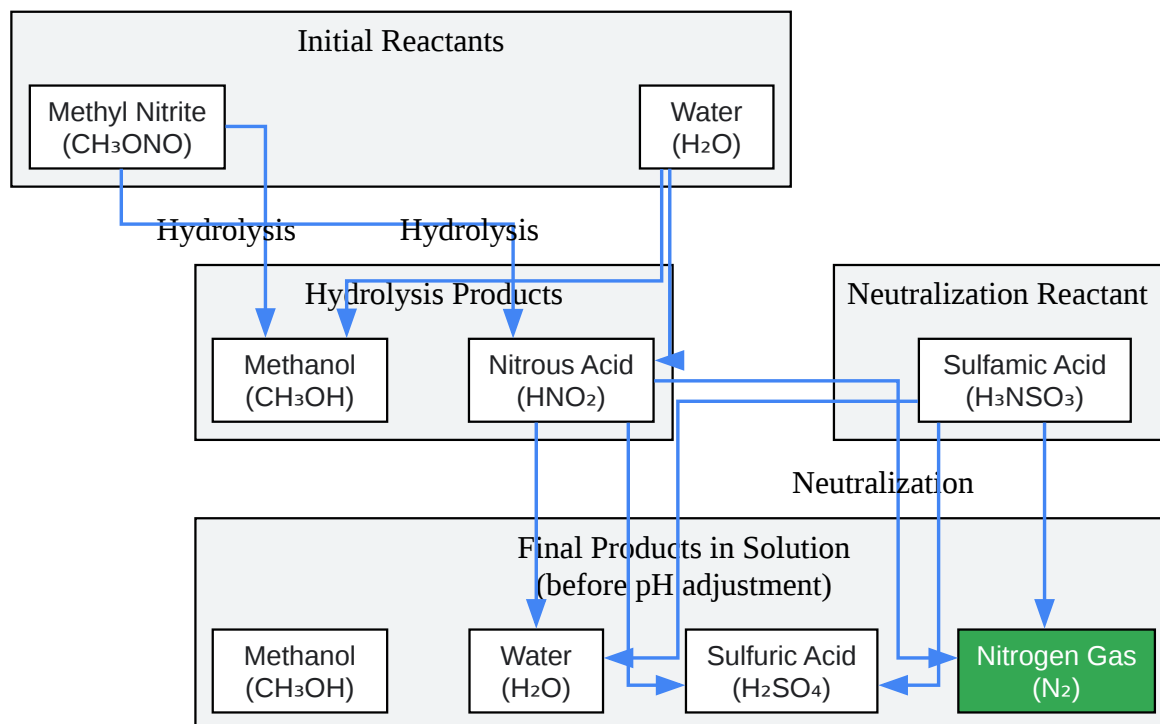 Initial Reactants
Methyl Nitrite
(CH₃ONO)
Water
(H₂O)
Hydrolysis
Hydrolysis
Hydrolysis Products
Neutralization Reactant
Methanol
(CH₃OH)
Nitrous Acid
(HNO₂)
Sulfamic Acid
(H₃NSO₃)
Neutralization
Final Products in Solution
(before pH adjustment)
Methanol
(CH₃OH)
Water
(H₂O)
Sulfuric Acid
(H₂SO₄)
Nitrogen Gas
(N₂)